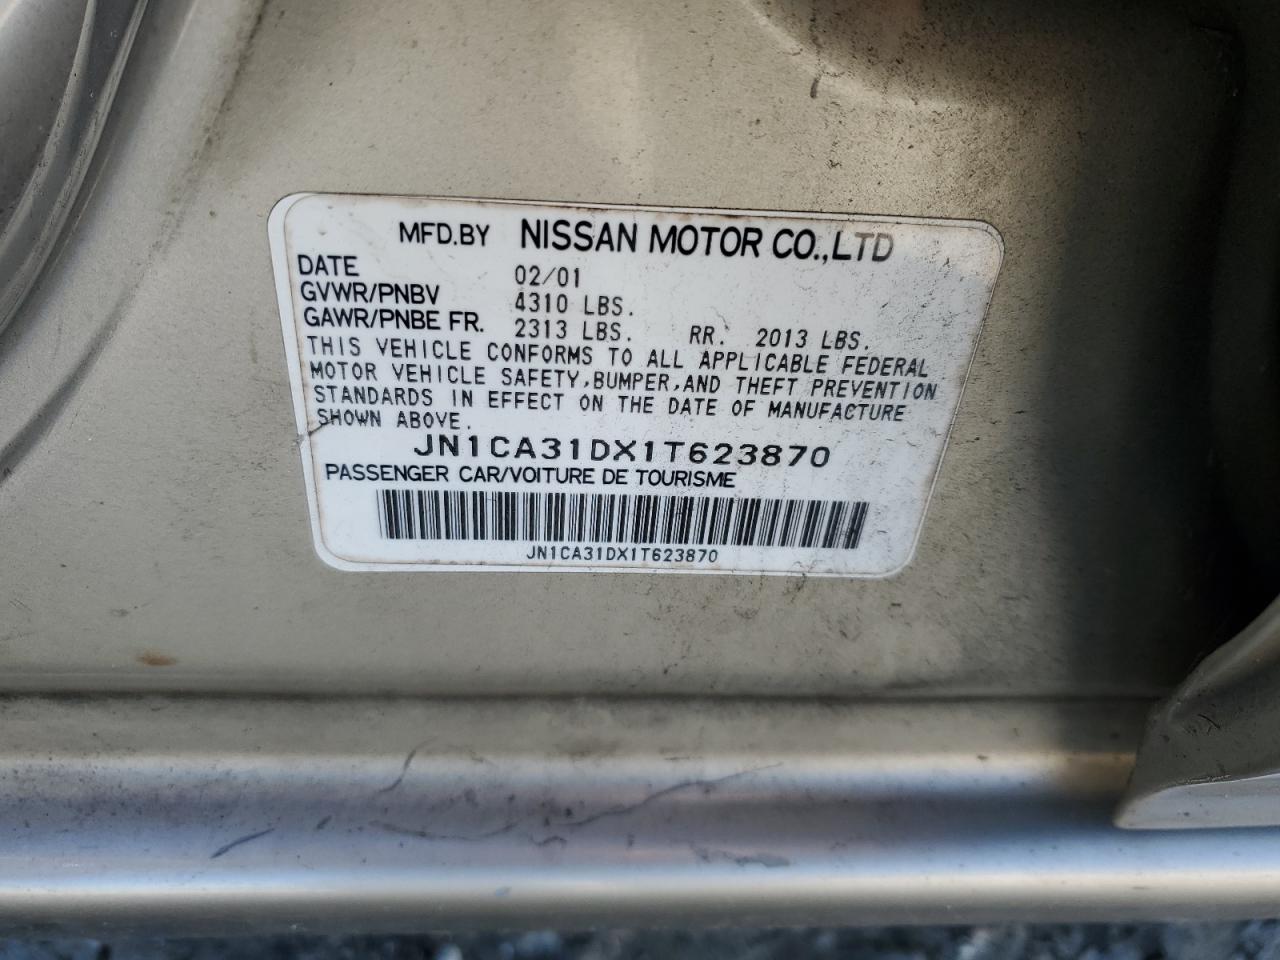 MFD.BY NISSAN MOTOR CO.,LTD
DATE 02/01
GVWR/PNBV 4310 LBS.
GAWR/PNBE FR. 2313 LBS. RR. 2013 LBS.
THIS VEHICLE CONFORMS TO ALL APPLICABLE FEDERAL
MOTOR VEHICLE SAFETY,BUMPER,AND THEFT PREVENTION
STANDARDS IN EFFECT ON THE DATE OF MANUFACTURE
SHOWN ABOVE.
JN1CA31DX1T623870
PASSENGER CAR/VOITURE DE TOURISME
JN1CA31DX1T623870